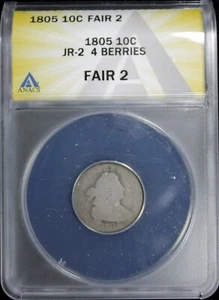 1805 10C FAIR 2
1805 10C
JR-2 4 BERRIES
FAIR 2
ANACS